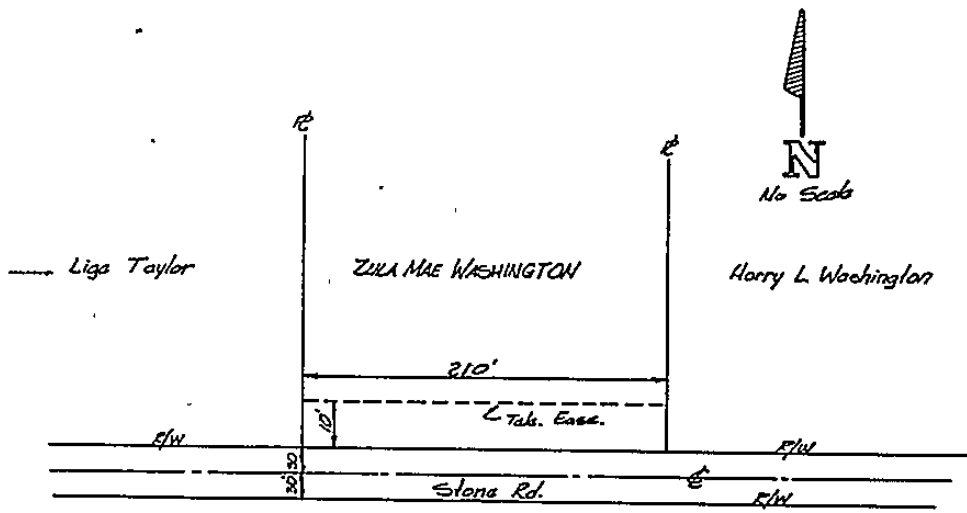 N
No Scale
℄
℄
Liga Taylor
ZULA MAE WASHINGTON
Harry L Washington
210'
10'
Tele. Ease.
R/W
R/W
30'
30'
℄
Stone Rd.
R/W